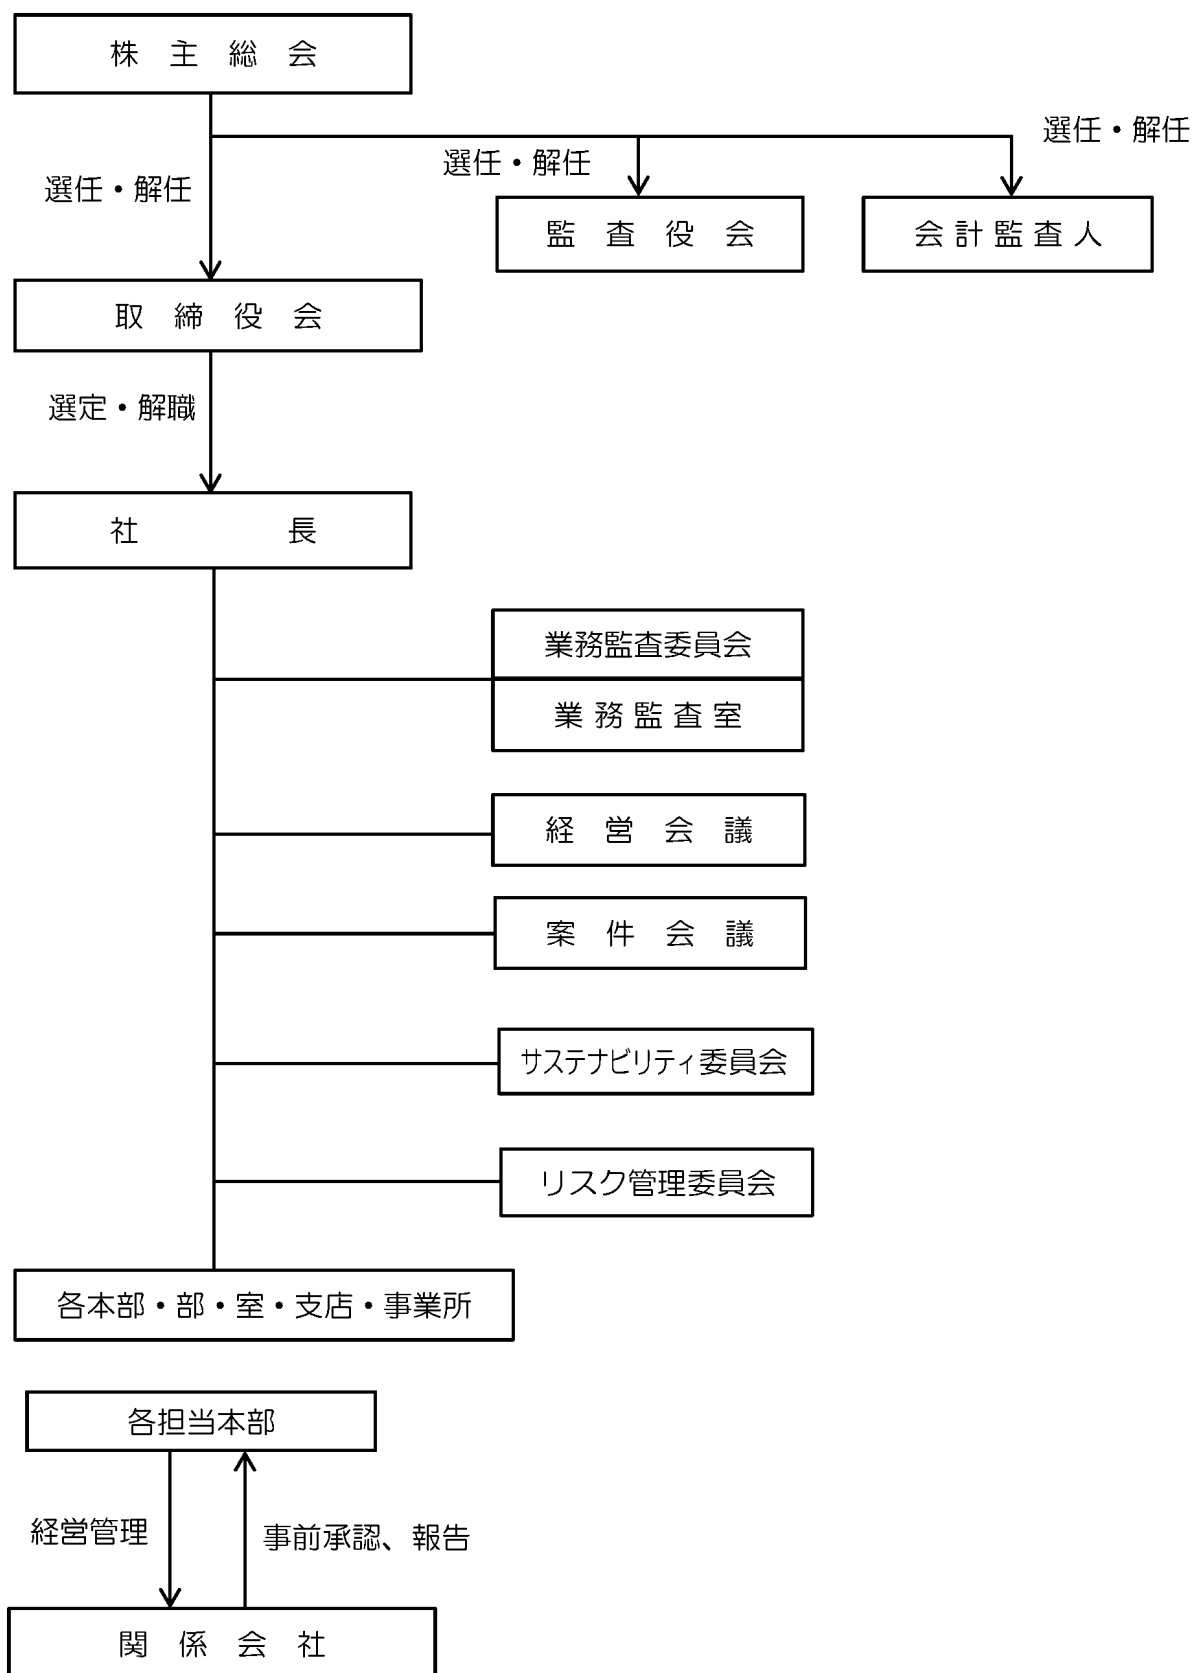 株主総会
選任・解任
選任・解任
選任・解任
監査役会
会計監査人
取締役会
選定・解職
社長
業務監査委員会
業務監査室
経営会議
案件会議
サステナビリティ委員会
リスク管理委員会
各本部・部・室・支店・事業所
各担当本部
経営管理
事前承認、報告
関係会社